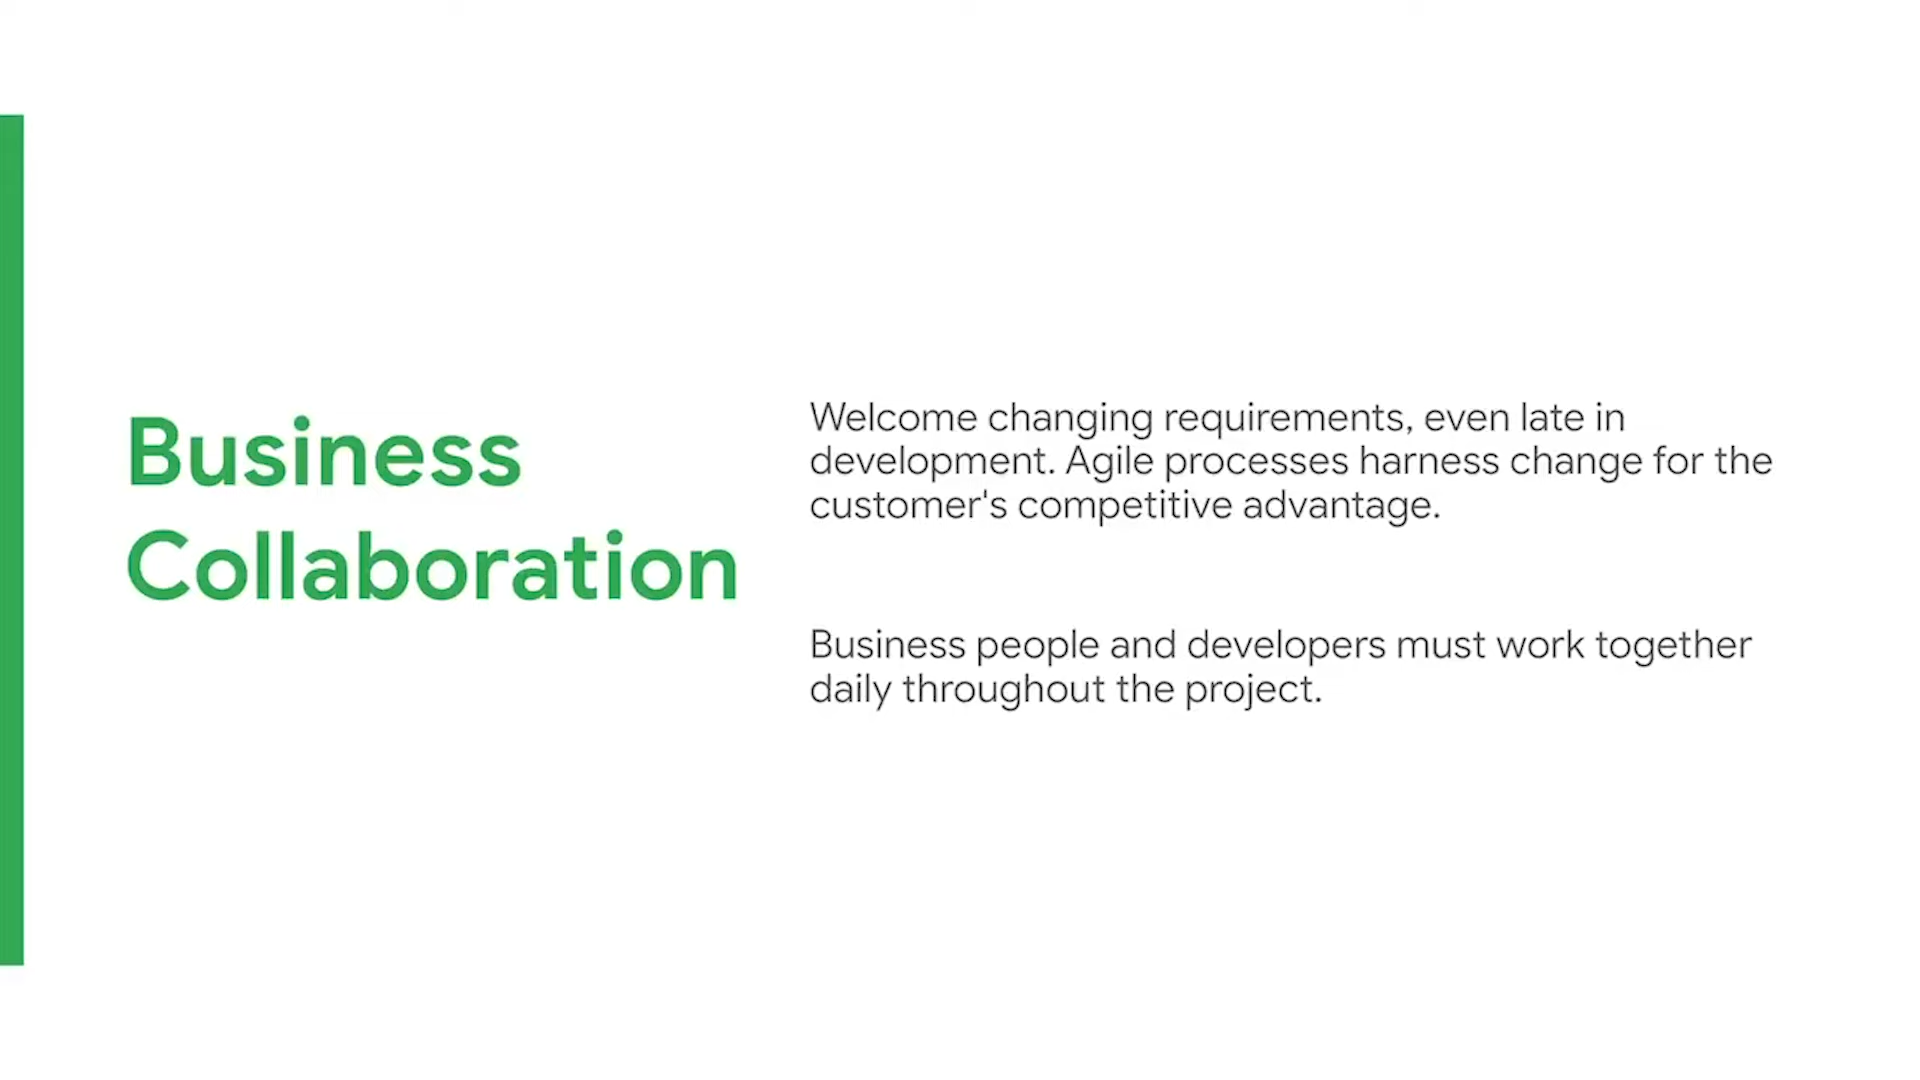 Business
Collaboration
Welcome changing requirements, even late in
development. Agile processes harness change for the
customer's competitive advantage.
Business people and developers must work together
daily throughout the project.